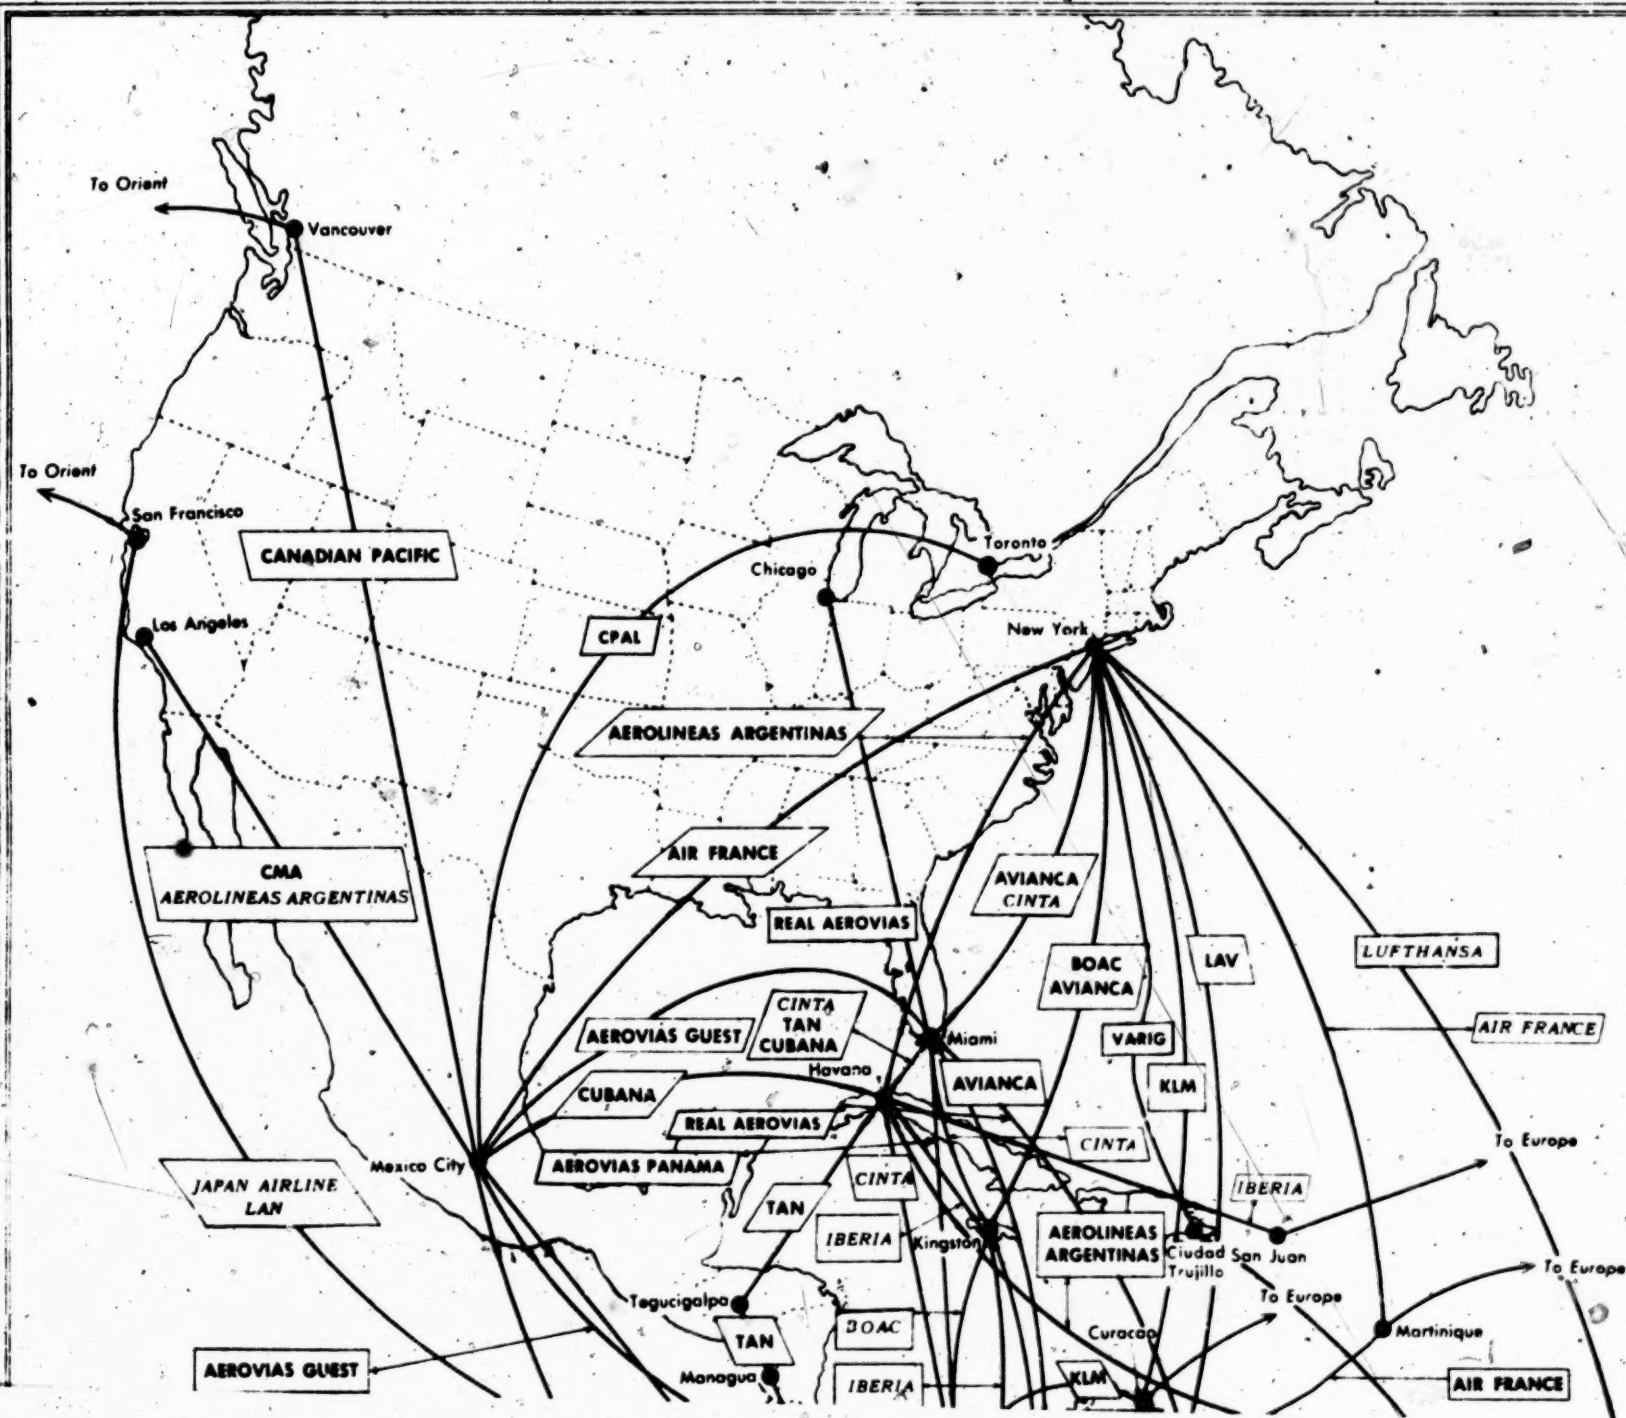 To Orient
Vancouver
To Orient
San Francisco
CANADIAN PACIFIC
Toronto
Chicago
Los Angeles
CPAL
New York
AEROLINEAS ARGENTINAS
AIR FRANCE
CMA
AEROLINEAS ARGENTINAS
AVIANCA
CINTA
REAL AEROVIAS
LUFTHANSA
BOAC
AVIANCA
LAV
CINTA
TAN
CUBANA
AEROVIAS GUEST
AIR FRANCE
Miami
VARIG
Havana
AVIANCA
KLM
CUBANA
REAL AEROVIAS
CINTA
To Europe
Mexico City
AEROVIAS PANAMA
CINTA
JAPAN AIRLINE
LAN
IBERIA
TAN
IBERIA
Kingston
AEROLINEAS
ARGENTINAS
Ciudad
Trujillo
San Juan
To Europe
Tegucigalpa
To Europe
TAN
BOAC
Curacao
Martinique
AEROVIAS GUEST
Managua
IBERIA
KLM
AIR FRANCE